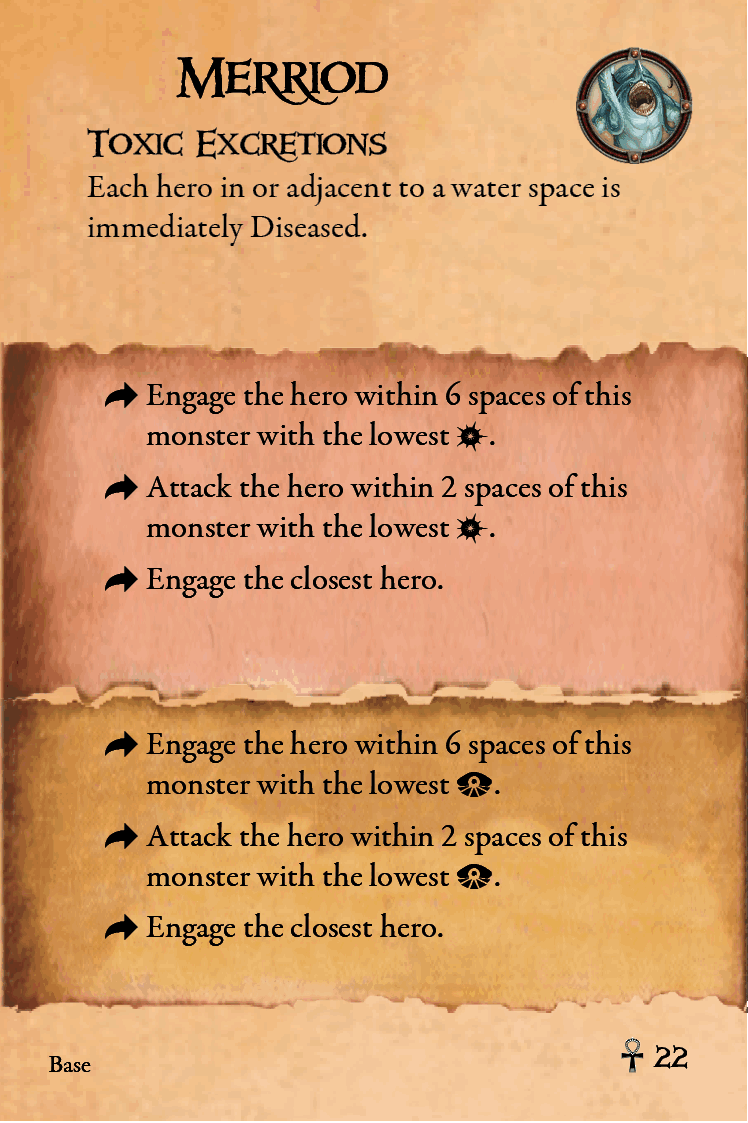 Merriod
Toxic Excretions
Each hero in or adjacent to a water space is
immediately Diseased.
Engage the hero within 6 spaces of this
monster with the lowest .
Attack the hero within 2 spaces of this
monster with the lowest .
Engage the closest hero.
Engage the hero within 6 spaces of this
monster with the lowest .
Attack the hero within 2 spaces of this
monster with the lowest .
Engage the closest hero.
Base
22